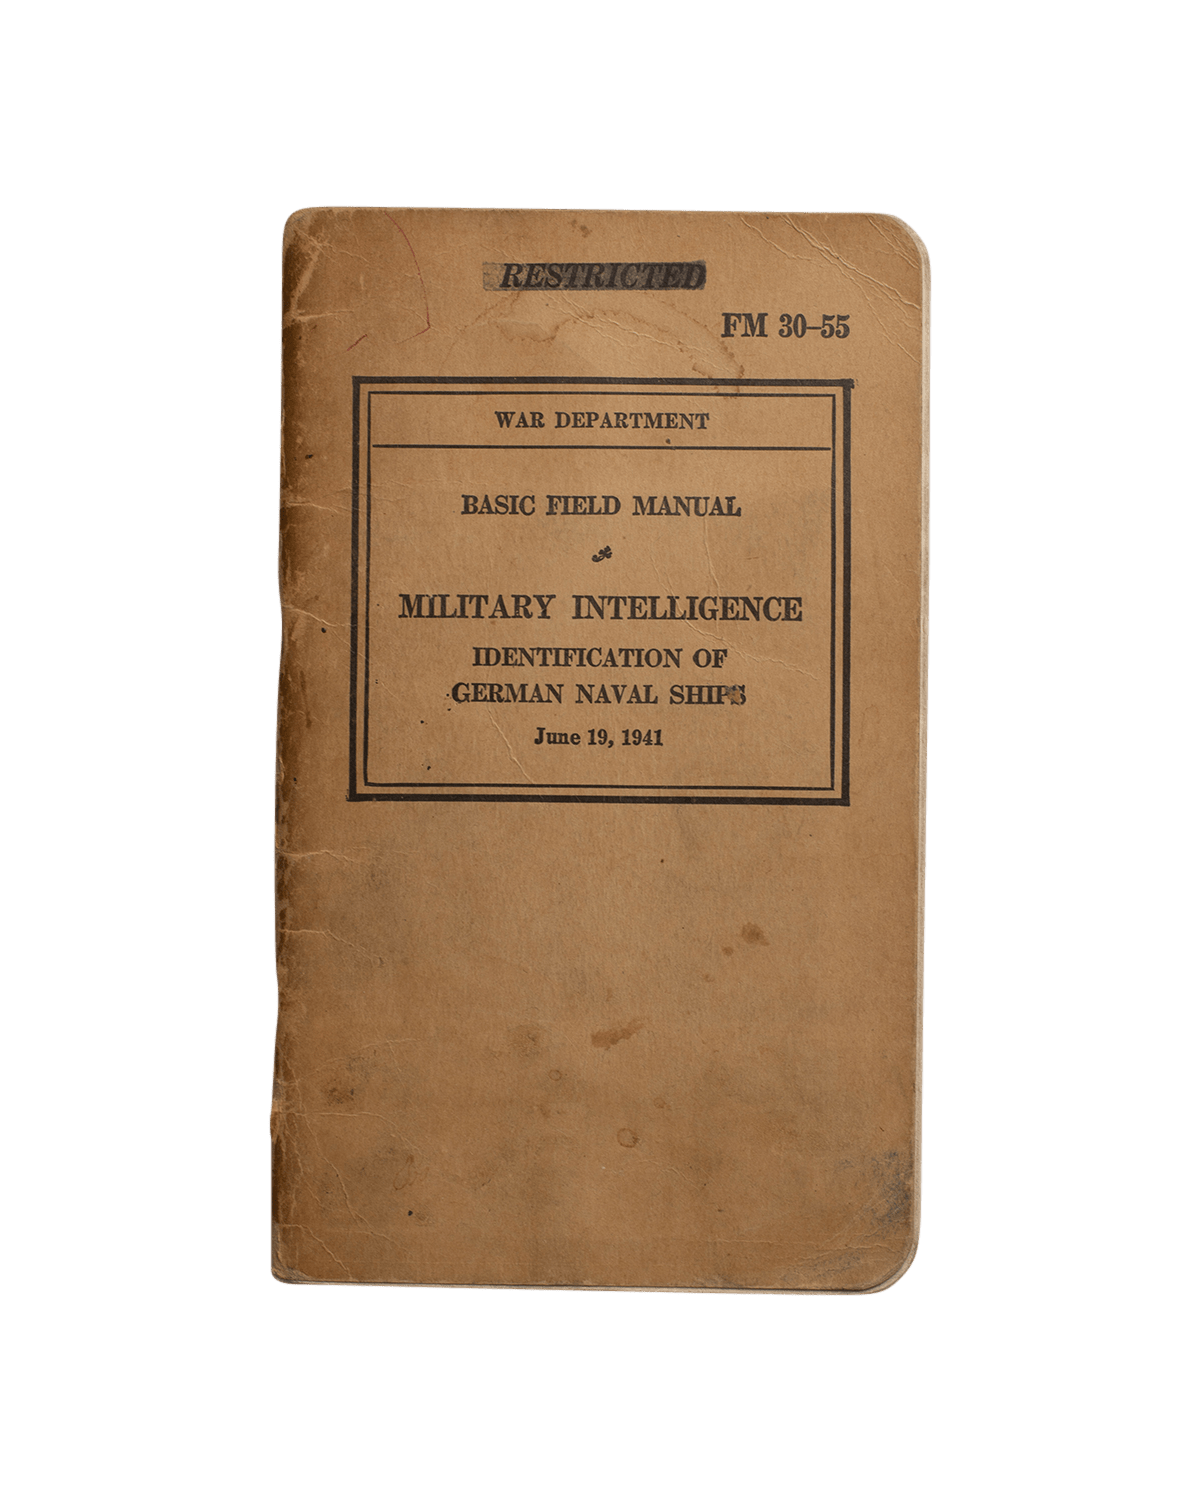 RESTRICTED
FM 30–55
WAR DEPARTMENT
BASIC FIELD MANUAL
MILITARY INTELLIGENCE
IDENTIFICATION OF
GERMAN NAVAL SHIPS
June 19, 1941